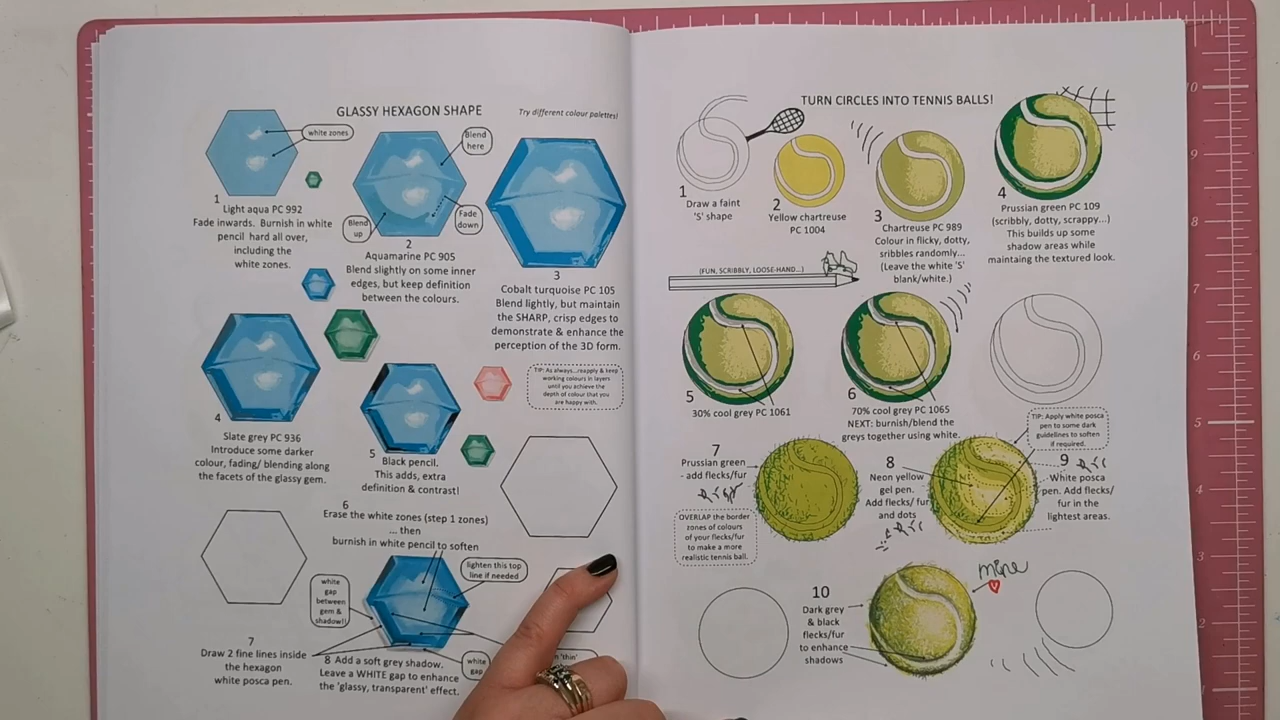 GLASSY HEXAGON SHAPE
Try different colour palettes!
white zones
1
Light aqua PC 992
Fade inwards. Burnish in white
pencil hard all over,
including the
white zones.
Blend
here
Blend
up
Fade
down
2
Aquamarine PC 905
Blend slightly on some inner
edges, but keep definition
between the colours.
3
Cobalt turquoise PC 105
Blend lightly, but maintain
the SHARP, crisp edges to
demonstrate & enhance the
perception of the 3D form.
4
Slate grey PC 936
Introduce some darker
colour, fading/ blending along
the facets of the glassy gem.
5
Black pencil.
This adds, extra
definition & contrast!
TIP: As always...reapply & keep
working colours in layers
until you achieve the
depth of colour that you
are happy with.
6
Erase the white zones (step 1 zones)
... then
burnish in white pencil to soften
lighten this top
line if needed
white
gap
between
gem &
shadow!!
7
Draw 2 fine lines inside
the hexagon
white posca pen.
8 Add a soft grey shadow.
Leave a WHITE gap to enhance
the 'glassy, transparent' effect.
white
gap
'thin'
TURN CIRCLES INTO TENNIS BALLS!
1
Draw a faint
'S' shape
2
Yellow chartreuse
PC 1004
3
Chartreuse PC 989
Colour in flicky, dotty,
sribbles randomly...
(Leave the white 'S'
blank/white.)
4
Prussian green PC 109
(scribbly, dotty, scrappy...)
This builds up some
shadow areas while
maintaing the textured look.
(FUN, SCRIBBLY, LOOSE-HAND...)
5
30% cool grey PC 1061
6
70% cool grey PC 1065
NEXT: burnish/blend the
greys together using white.
TIP: Apply white posca
pen to some dark
guidelines to soften
if required.
7
Prussian green
- add flecks/fur
OVERLAP the border
zones of colours
of your flecks/fur
to make a more
realistic tennis ball.
8
Neon yellow
gel pen.
Add flecks/ fur
and dots
9
White posca
pen. Add flecks/
fur in the
lightest areas.
10
Dark grey
& black
flecks/fur
to enhance
shadows
mine
10
9
8
7
6
5
4
3
2
1